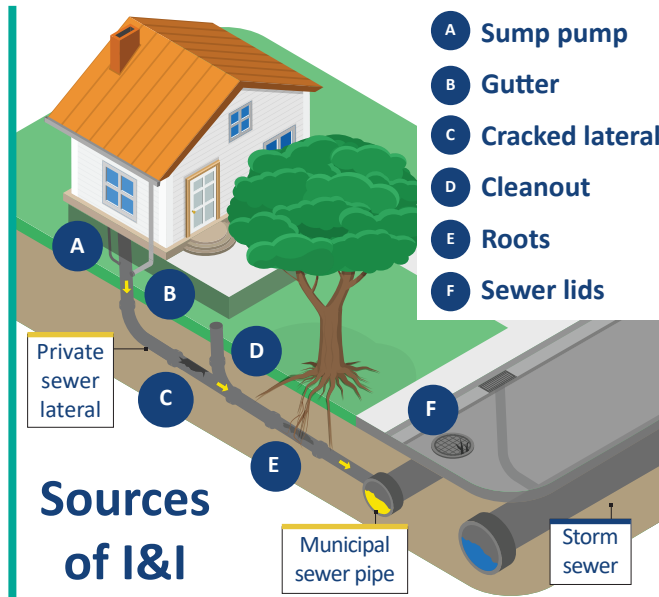 A Sump pump
B Gutter
C Cracked lateral
D Cleanout
E Roots
F Sewer lids
A
B
Private
sewer
lateral
D
C
F
E
Sources
of I&I
Municipal
sewer pipe
Storm
sewer